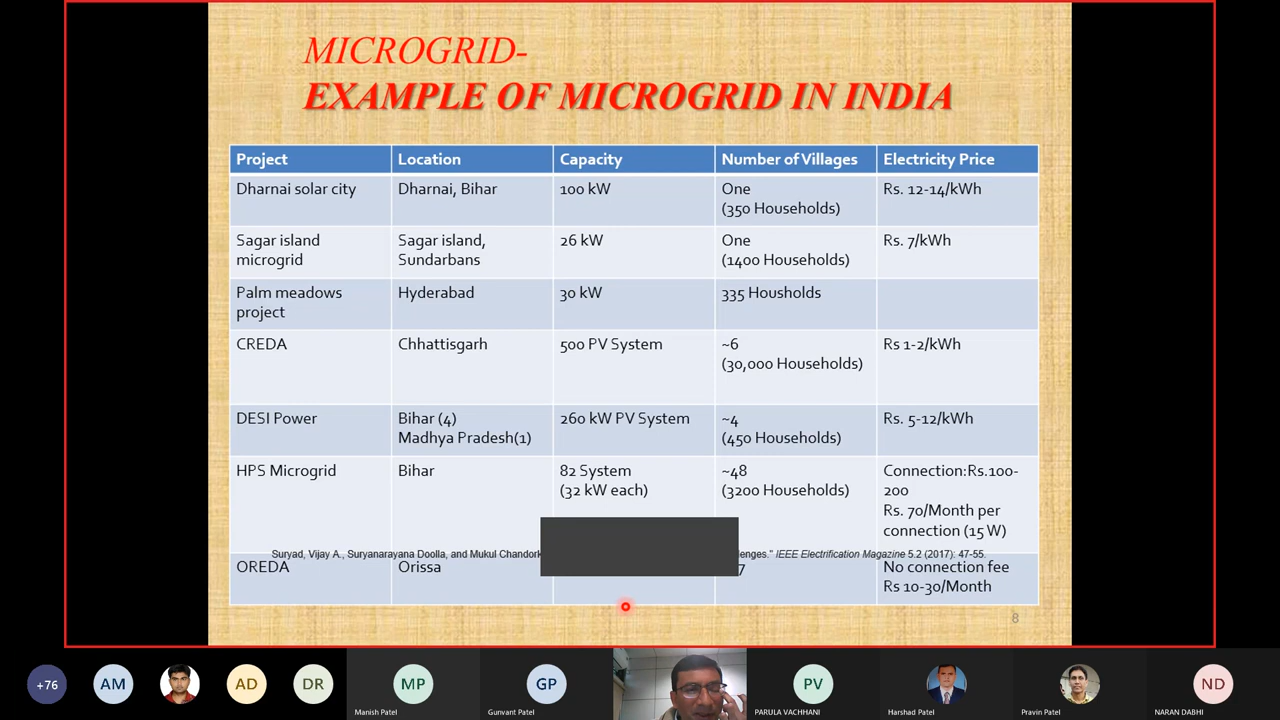 MICROGRID-
EXAMPLE OF MICROGRID IN INDIA
Project Location Capacity Number of Villages Electricity Price
Dharnai solar city Dharnai, Bihar 100 kW One Rs. 12-14/kWh
(350 Households)
Sagar island Sagar island, 26 kW One Rs. 7/kWh
microgrid Sundarbans (1400 Households)
Palm meadows Hyderabad 30 kW 335 Housholds
project
CREDA Chhattisgarh 500 PV System ~6 Rs 1-2/kWh
(30,000 Households)
DESI Power Bihar (4) 260 kW PV System ~4 Rs. 5-12/kWh
Madhya Pradesh(1) (450 Households)
HPS Microgrid Bihar 82 System ~48 Connection:Rs.100-
(32 kW each) (3200 Households) 200
Rs. 70/Month per
connection (15 W)
Suryad, Vijay A., Suryanarayana Doolla, and Mukul IEEE Electrification Magazine 5.2 (2017): 47-55.
OREDA Orissa No connection fee
Rs 10-30/Month
8
+76 AM AD DR MP GP PV ND
Manish Patel Gunvant Patel PARULA VACHHANI Harshad Patel Pravin Patel NARAN DABHI